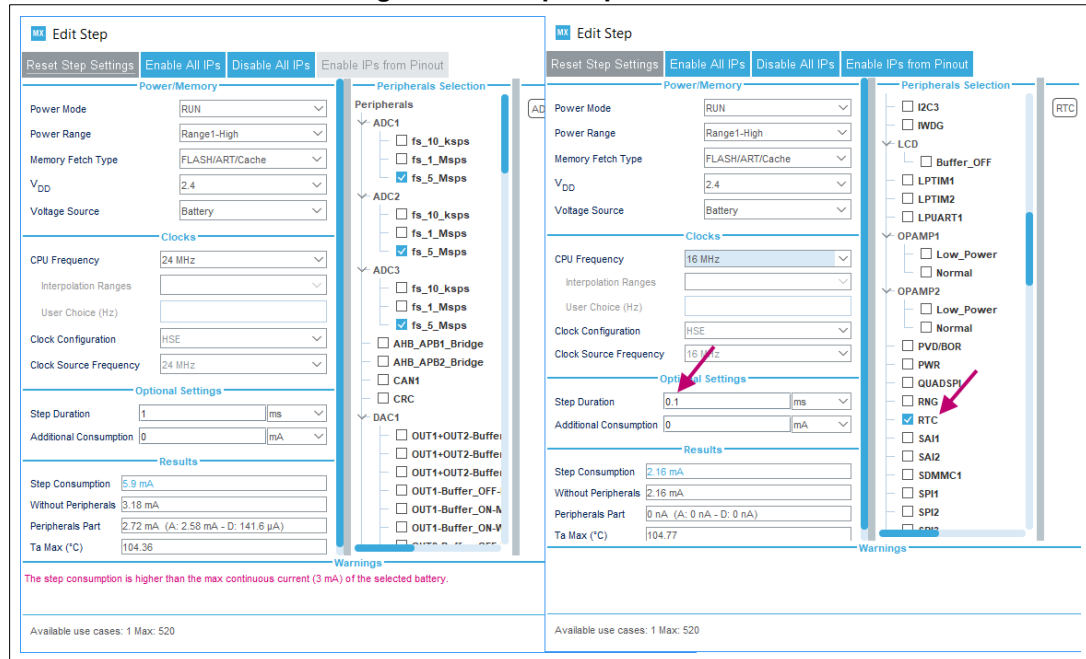 MX Edit Step
Reset Step Settings Enable All IPs Disable All IPs Enable IPs from Pinout
Power/Memory
Power Mode RUN
Power Range Range1-High
Memory Fetch Type FLASH/ART/Cache
VDD 2.4
Voltage Source Battery
Clocks
CPU Frequency 24 MHz
Interpolation Ranges
User Choice (Hz)
Clock Configuration HSE
Clock Source Frequency 24 MHz
Optional Settings
Step Duration 1 ms
Additional Consumption 0 mA
Results
Step Consumption 5.9 mA
Without Peripherals 3.18 mA
Peripherals Part 2.72 mA (A: 2.58 mA - D: 141.6 µA)
Ta Max (°C) 104.36
Peripherals Selection
Peripherals
ADC1
fs_10_ksps
fs_1_Msps
fs_5_Msps
ADC2
fs_10_ksps
fs_1_Msps
fs_5_Msps
ADC3
fs_10_ksps
fs_1_Msps
fs_5_Msps
AHB_APB1_Bridge
AHB_APB2_Bridge
CAN1
CRC
DAC1
OUT1+OUT2-Buffe
OUT1+OUT2-Buffe
OUT1+OUT2-Buffe
OUT1-Buffer_OFF-
OUT1-Buffer_ON-
OUT1-Buffer_ON-
AD
Warnings
The step consumption is higher than the max continuous current (3 mA) of the selected battery.
Available use cases: 1 Max: 520
MX Edit Step
Reset Step Settings Enable All IPs Disable All IPs Enable IPs from Pinout
Power/Memory
Power Mode RUN
Power Range Range1-High
Memory Fetch Type FLASH/ART/Cache
VDD 2.4
Voltage Source Battery
Clocks
CPU Frequency 16 MHz
Interpolation Ranges
User Choice (Hz)
Clock Configuration HSE
Clock Source Frequency 16 MHz
Optional Settings
Step Duration 0.1 ms
Additional Consumption 0 mA
Results
Step Consumption 2.16 mA
Without Peripherals 2.16 mA
Peripherals Part 0 nA (A: 0 nA - D: 0 nA)
Ta Max (°C) 104.77
Peripherals Selection
I2C3
IWDG
LCD
Buffer_OFF
LPTIM1
LPTIM2
LPUART1
OPAMP1
Low_Power
Normal
OPAMP2
Low_Power
Normal
PVD/BOR
PWR
QUADSPI
RNG
RTC
SAI1
SAI2
SDMMC1
SPI1
SPI2
RTC
Warnings
Available use cases: 1 Max: 520